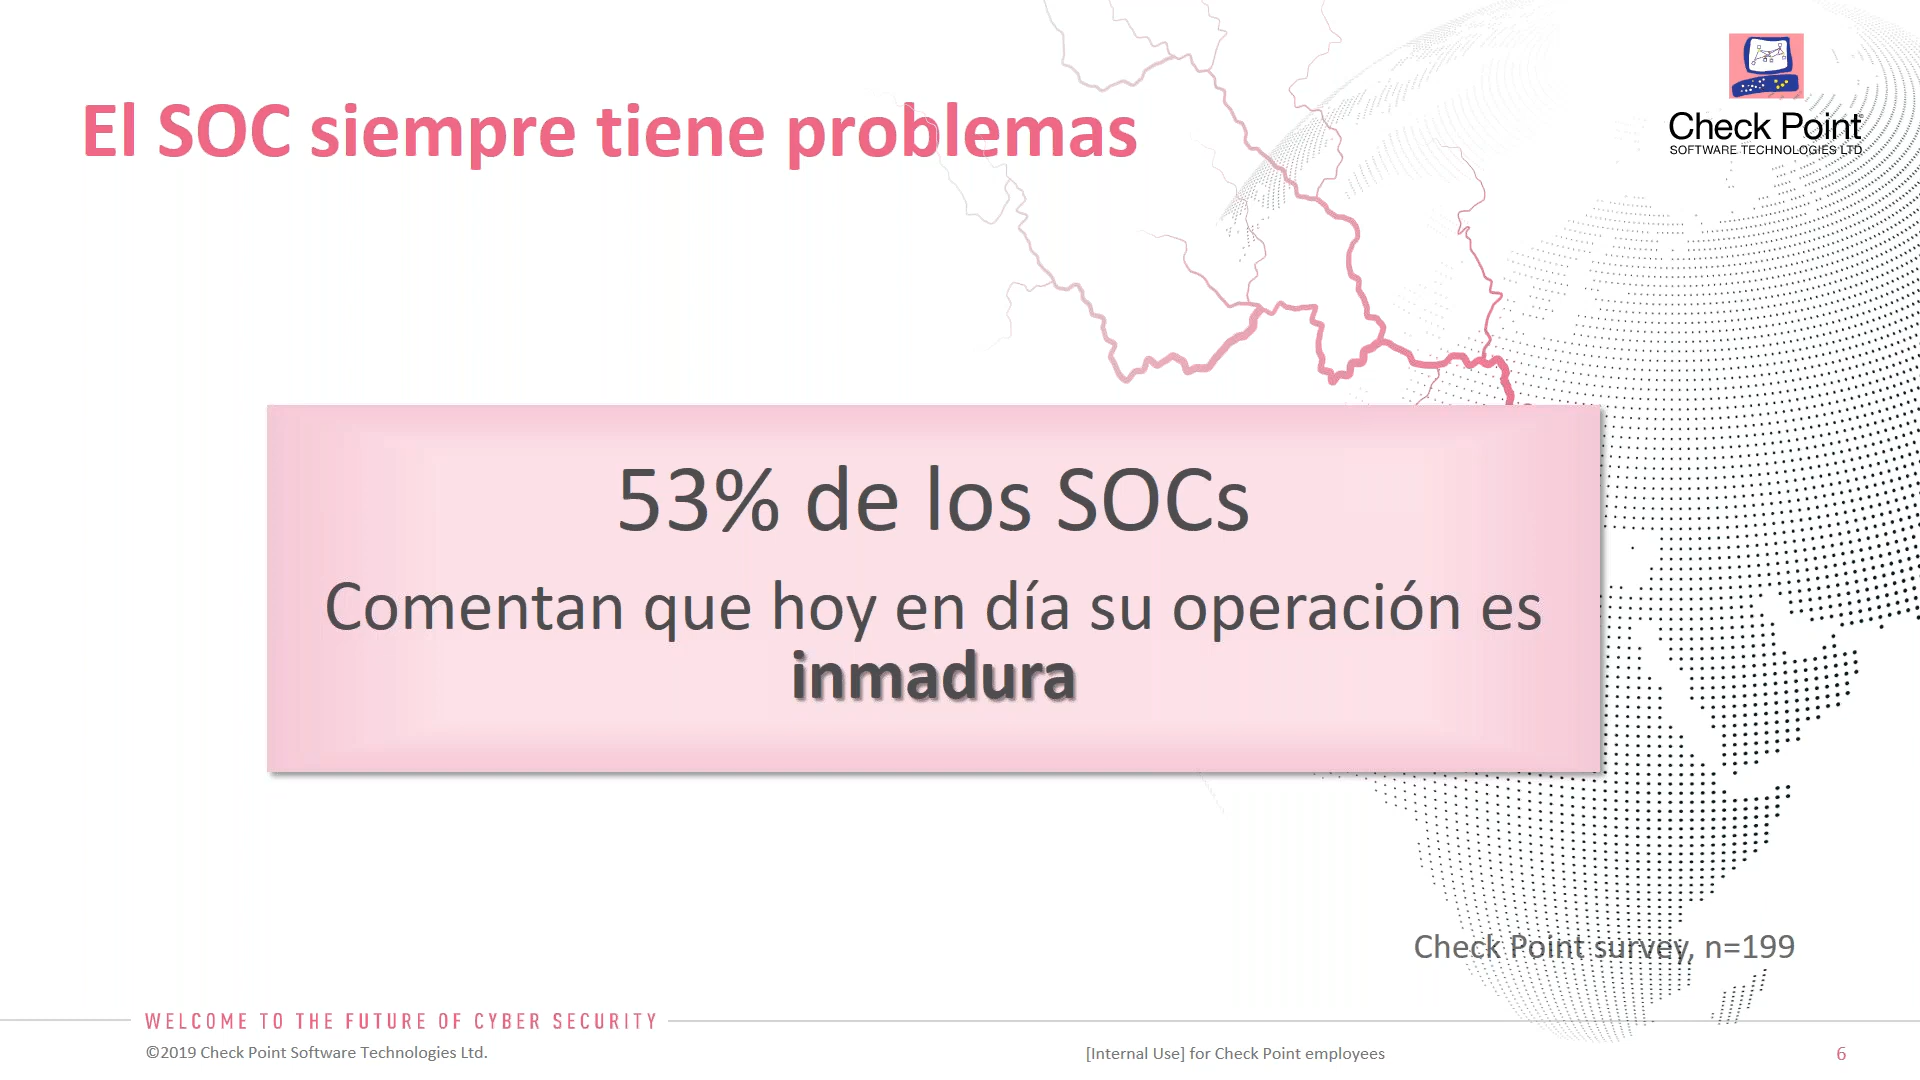 El SOC siempre tiene problemas
Check Point
SOFTWARE TECHNOLOGIES LTD.
53% de los SOCs
Comentan que hoy en día su operación es
inmadura
Check Point survey, n=199
WELCOME TO THE FUTURE OF CYBER SECURITY
©2019 Check Point Software Technologies Ltd.
[Internal Use] for Check Point employees
6